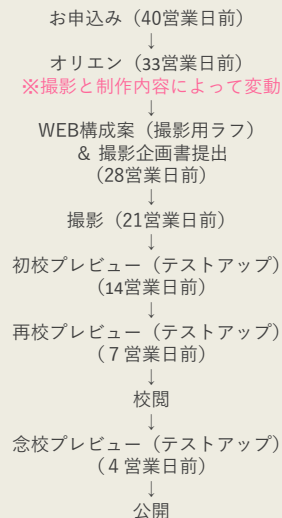 お申込み（40営業日前）
↓
オリエン（33営業日前）
※撮影と制作内容によって変動
↓
WEB構成案（撮影用ラフ）
& 撮影企画書提出
（28営業日前）
↓
撮影（21営業日前）
↓
初校プレビュー（テストアップ）
（14営業日前）
↓
再校プレビュー（テストアップ）
（７営業日前）
↓
校閲
↓
念校プレビュー（テストアップ）
（４営業日前）
↓
公開